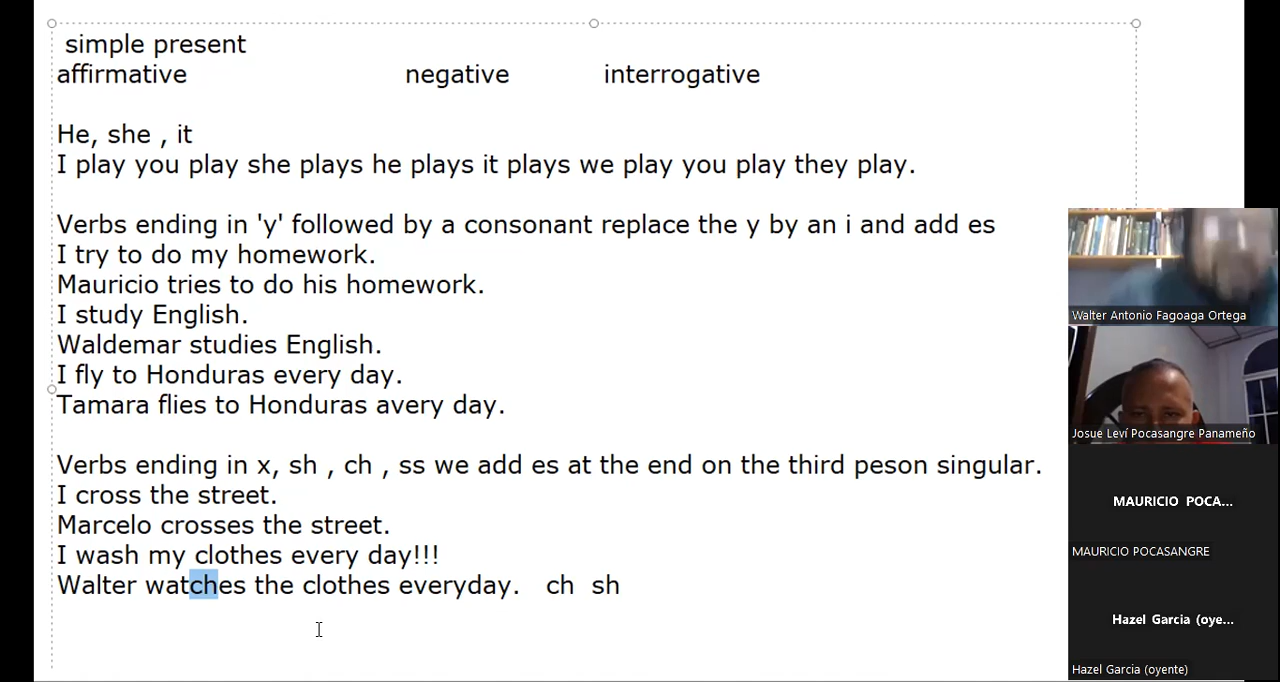 simple present
affirmative negative interrogative
He, she , it
I play you play she plays he plays it plays we play you play they play.
Verbs ending in 'y' followed by a consonant replace the y by an i and add es
I try to do my homework.
Mauricio tries to do his homework.
I study English.
Waldemar studies English.
I fly to Honduras every day.
Tamara flies to Honduras avery day.
Verbs ending in x, sh , ch , ss we add es at the end on the third peson singular.
I cross the street.
Marcelo crosses the street.
I wash my clothes every day!!!
Walter watches the clothes everyday. ch sh
Walter Antonio Fagoaga Ortega
Josue Leví Pocasangre Panameño
MAURICIO POCA...
MAURICIO POCASANGRE
Hazel Garcia (oye...
Hazel Garcia (oyente)